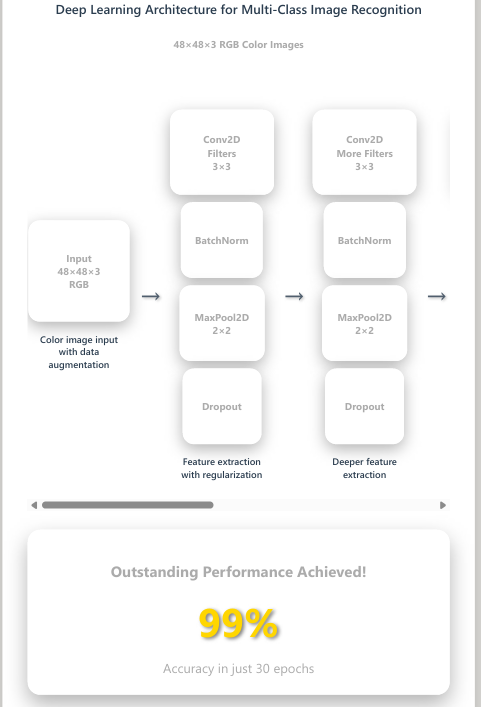 Deep Learning Architecture for Multi-Class Image Recognition
48×48×3 RGB Color Images
Input
48×48×3
RGB
Color image input
with data
augmentation
→
Conv2D
Filters
3×3
BatchNorm
MaxPool2D
2×2
Dropout
Feature extraction
with regularization
→
Conv2D
More Filters
3×3
BatchNorm
MaxPool2D
2×2
Dropout
Deeper feature
extraction
→
Outstanding Performance Achieved!
99%
Accuracy in just 30 epochs